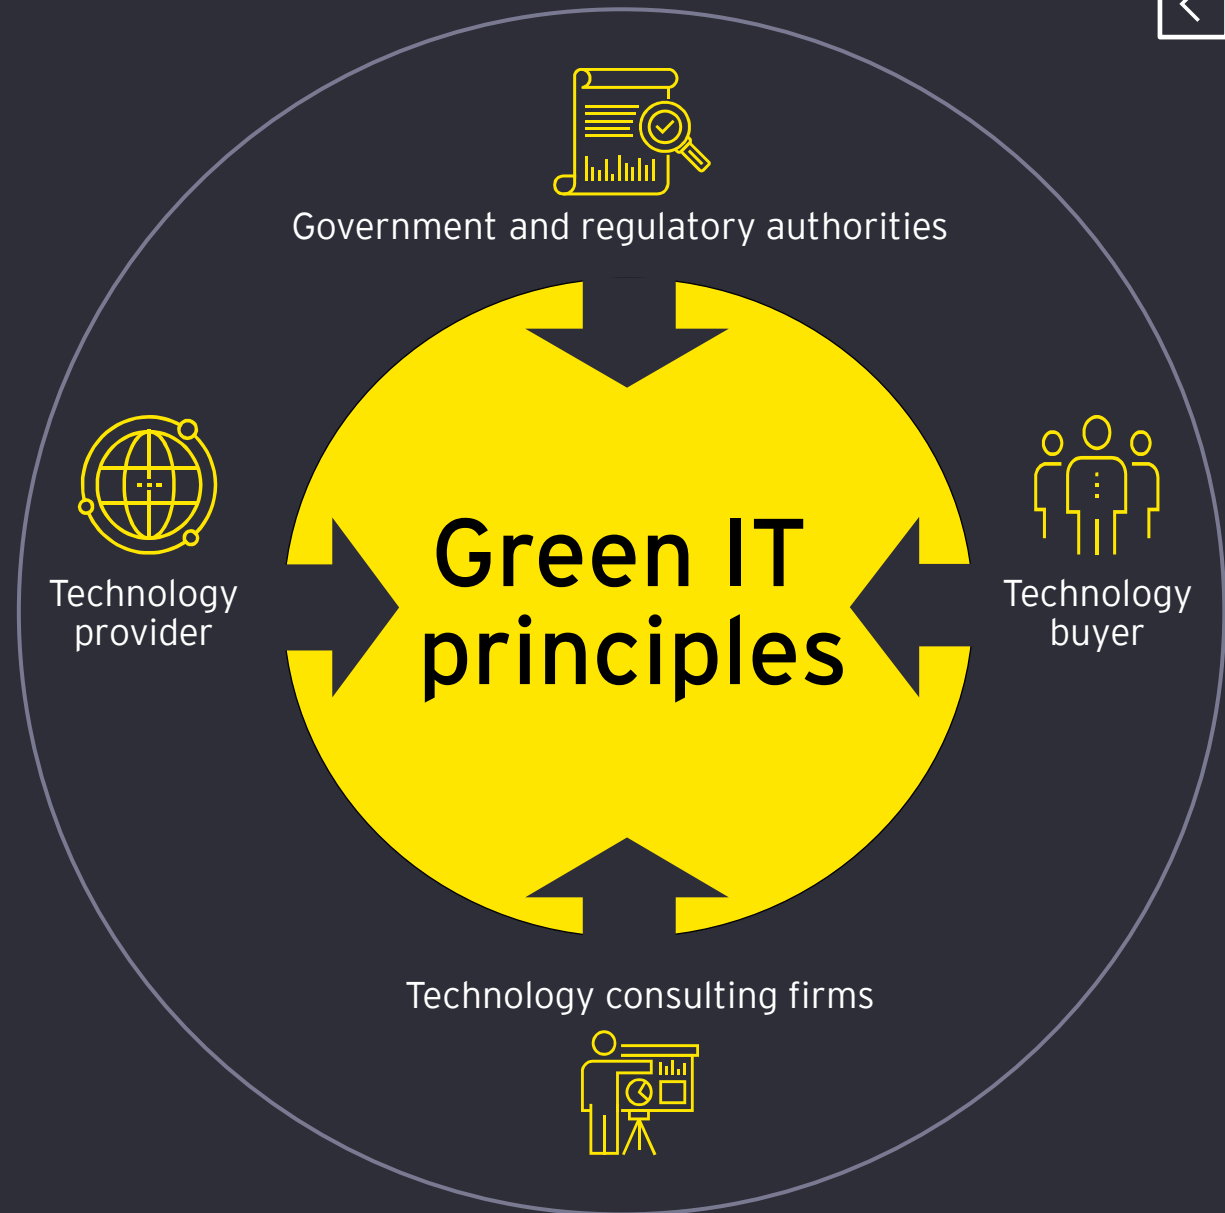 Government and regulatory authorities
Technology
provider
Green IT
principles
Technology
buyer
Technology consulting firms